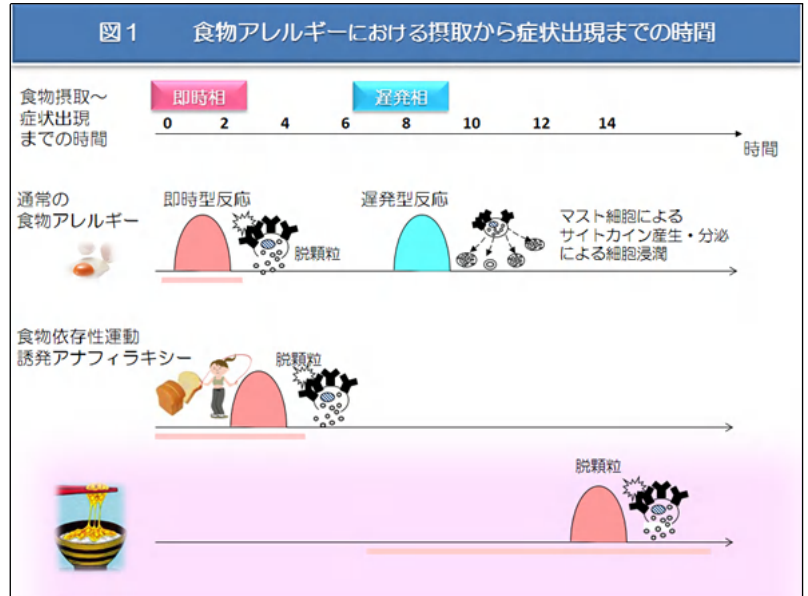 図１　食物アレルギーにおける摂取から症状出現までの時間
食物摂取～
症状出現
までの時間
即時相
遅発相
0 2 4 6 8 10 12 14
時間
通常の
食物アレルギー
即時型反応
脱顆粒
遅発型反応
マスト細胞による
サイトカイン産生・分泌
による細胞浸潤
食物依存性運動
誘発アナフィラキシー
脱顆粒
脱顆粒